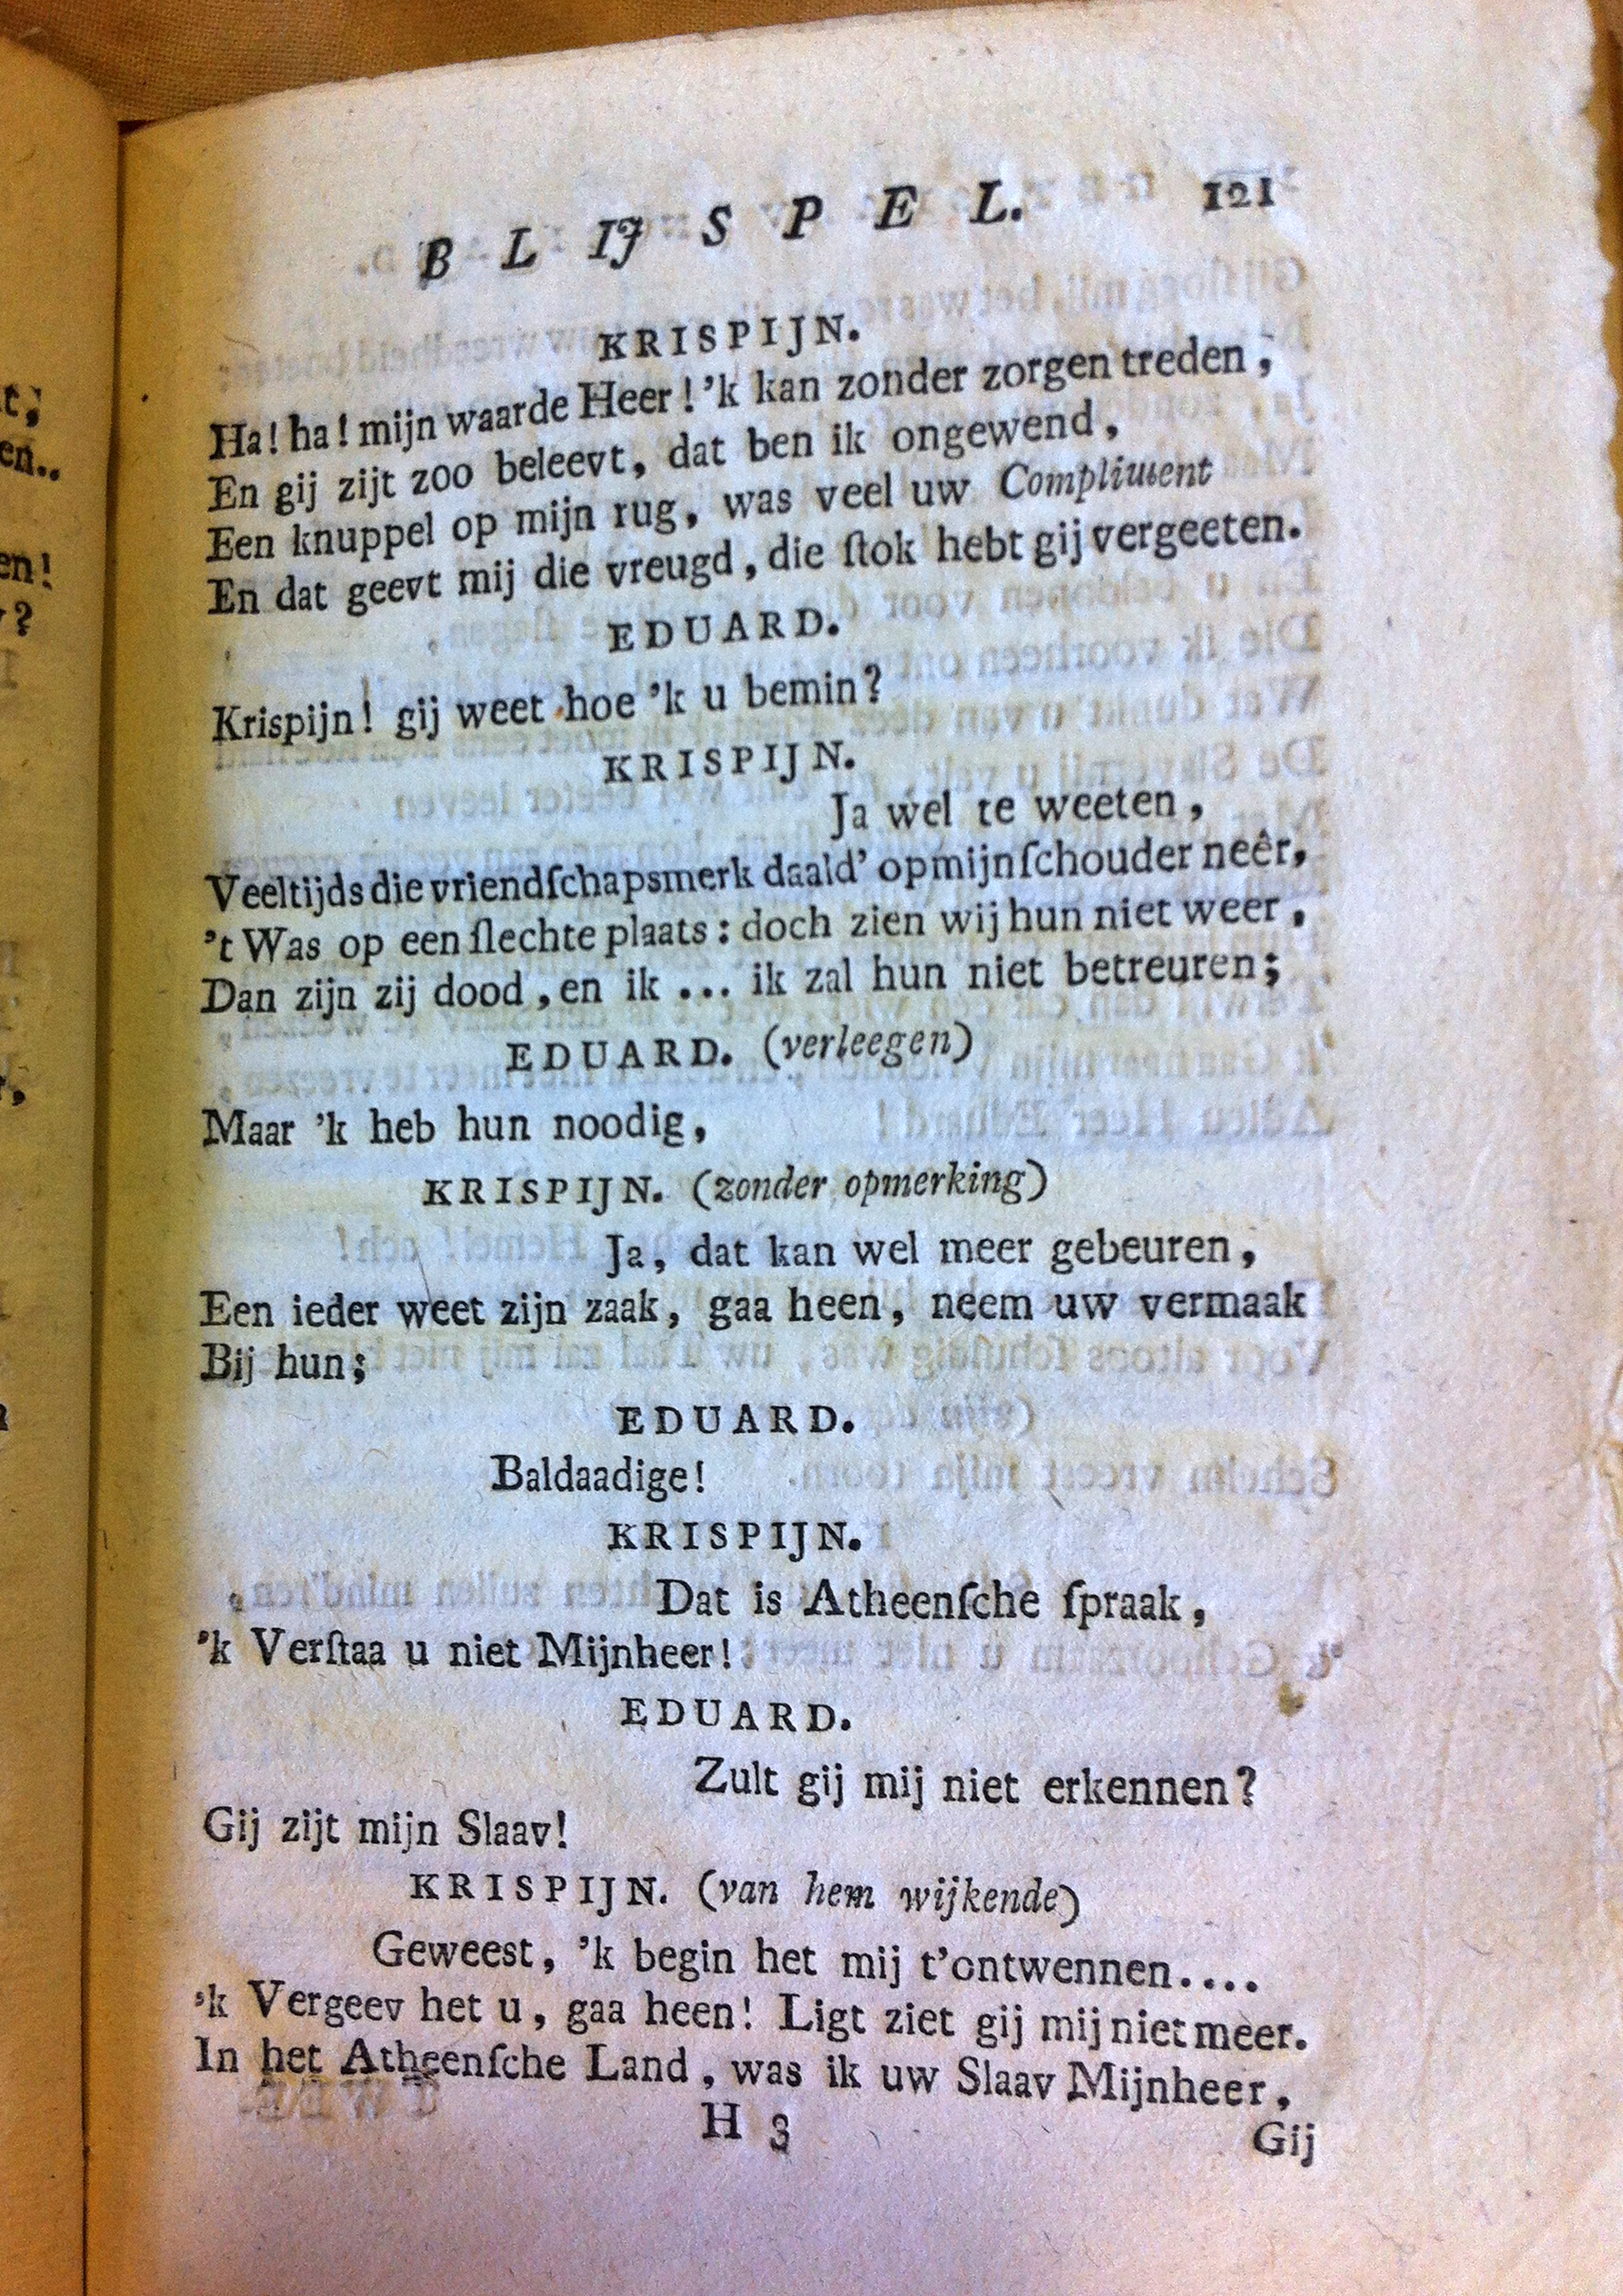 BLIJSPEL. 121
KRISPIJN.
Ha! ha! mijn waarde Heer! 'k kan zonder zorgen treden,
En gij zijt zoo beleevt, dat ben ik ongewend,
Een knuppel op mijn rug, was veel uw Compliment
En dat geevt mij die vreugd, die ſtok hebt gij vergeeten.
EDUARD.
Krispijn! gij weet hoe 'k u bemin?
KRISPIJN.
Ja wel te weeten,
Veeltijds die vriendſchapsmerk daald' op mijn ſchouder neêr,
't Was op een ſlechte plaats: doch zien wij hun niet weer,
Dan zijn zij dood, en ik ... ik zal hun niet betreuren;
EDUARD. (verleegen)
Maar 'k heb hun noodig,
KRISPIJN. (zonder opmerking)
Ja, dat kan wel meer gebeuren,
Een ieder weet zijn zaak, gaa heen, neem uw vermaak
Bij hun;
EDUARD.
Baldaadige!
KRISPIJN.
Dat is Atheenſche ſpraak,
'k Verſtaa u niet Mijnheer!
EDUARD.
Zult gij mij niet erkennen?
Gij zijt mijn Slaav!
KRISPIJN. (van hem wijkende)
Geweest, 'k begin het mij t'ontwennen....
'k Vergeev het u, gaa heen! Ligt ziet gij mij niet meer.
In het Atheenſche Land, was ik uw Slaav Mijnheer,
H 3
Gij